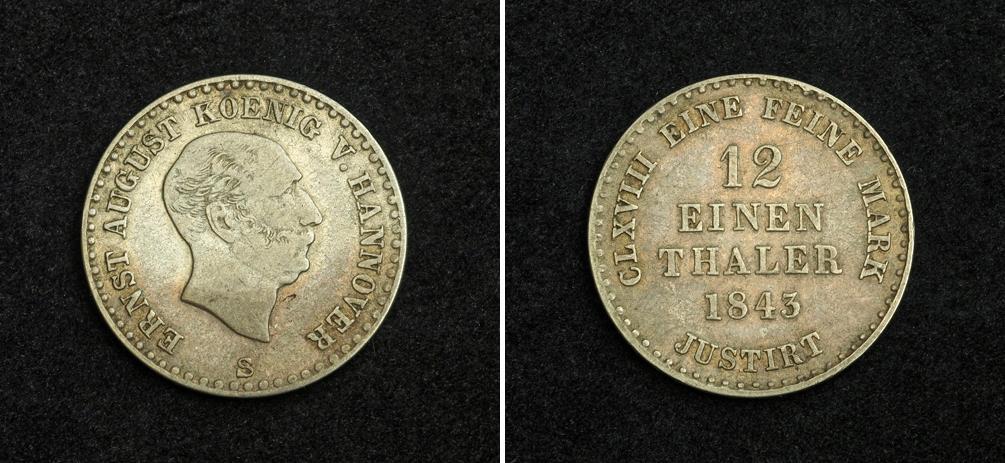 ERNST AUGUST KOENIG V. HANNOVER
S
CLXVIII EINE FEINE MARK
12
EINEN
THALER
1843
JUSTIRT